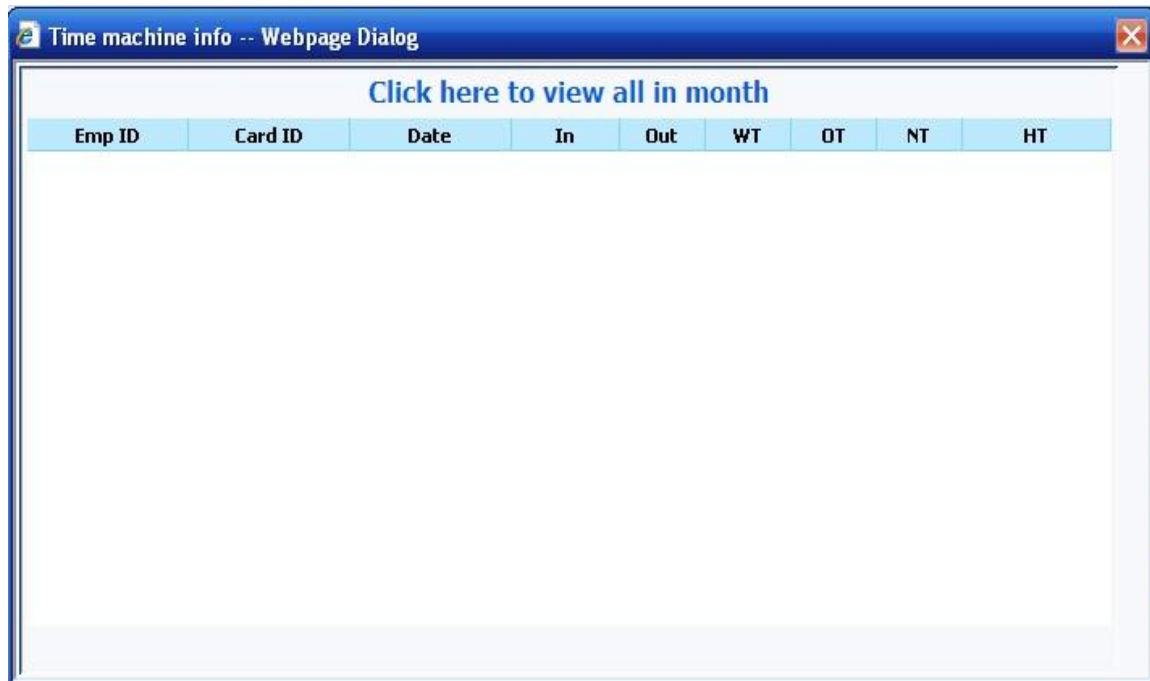 Time machine info -- Webpage Dialog
Click here to view all in month
Emp ID Card ID Date In Out WT OT NT HT